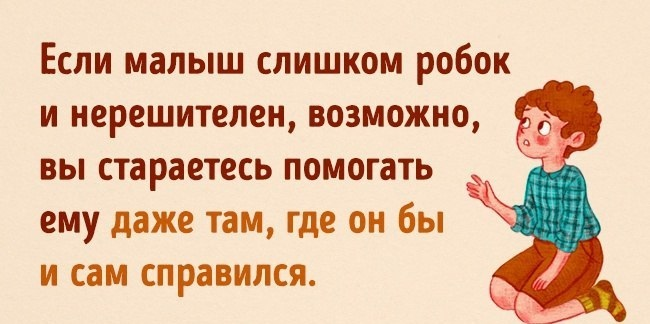 Если малыш слишком робок
и нерешителен, возможно,
вы стараетесь помогать
ему даже там, где он бы
и сам справился.